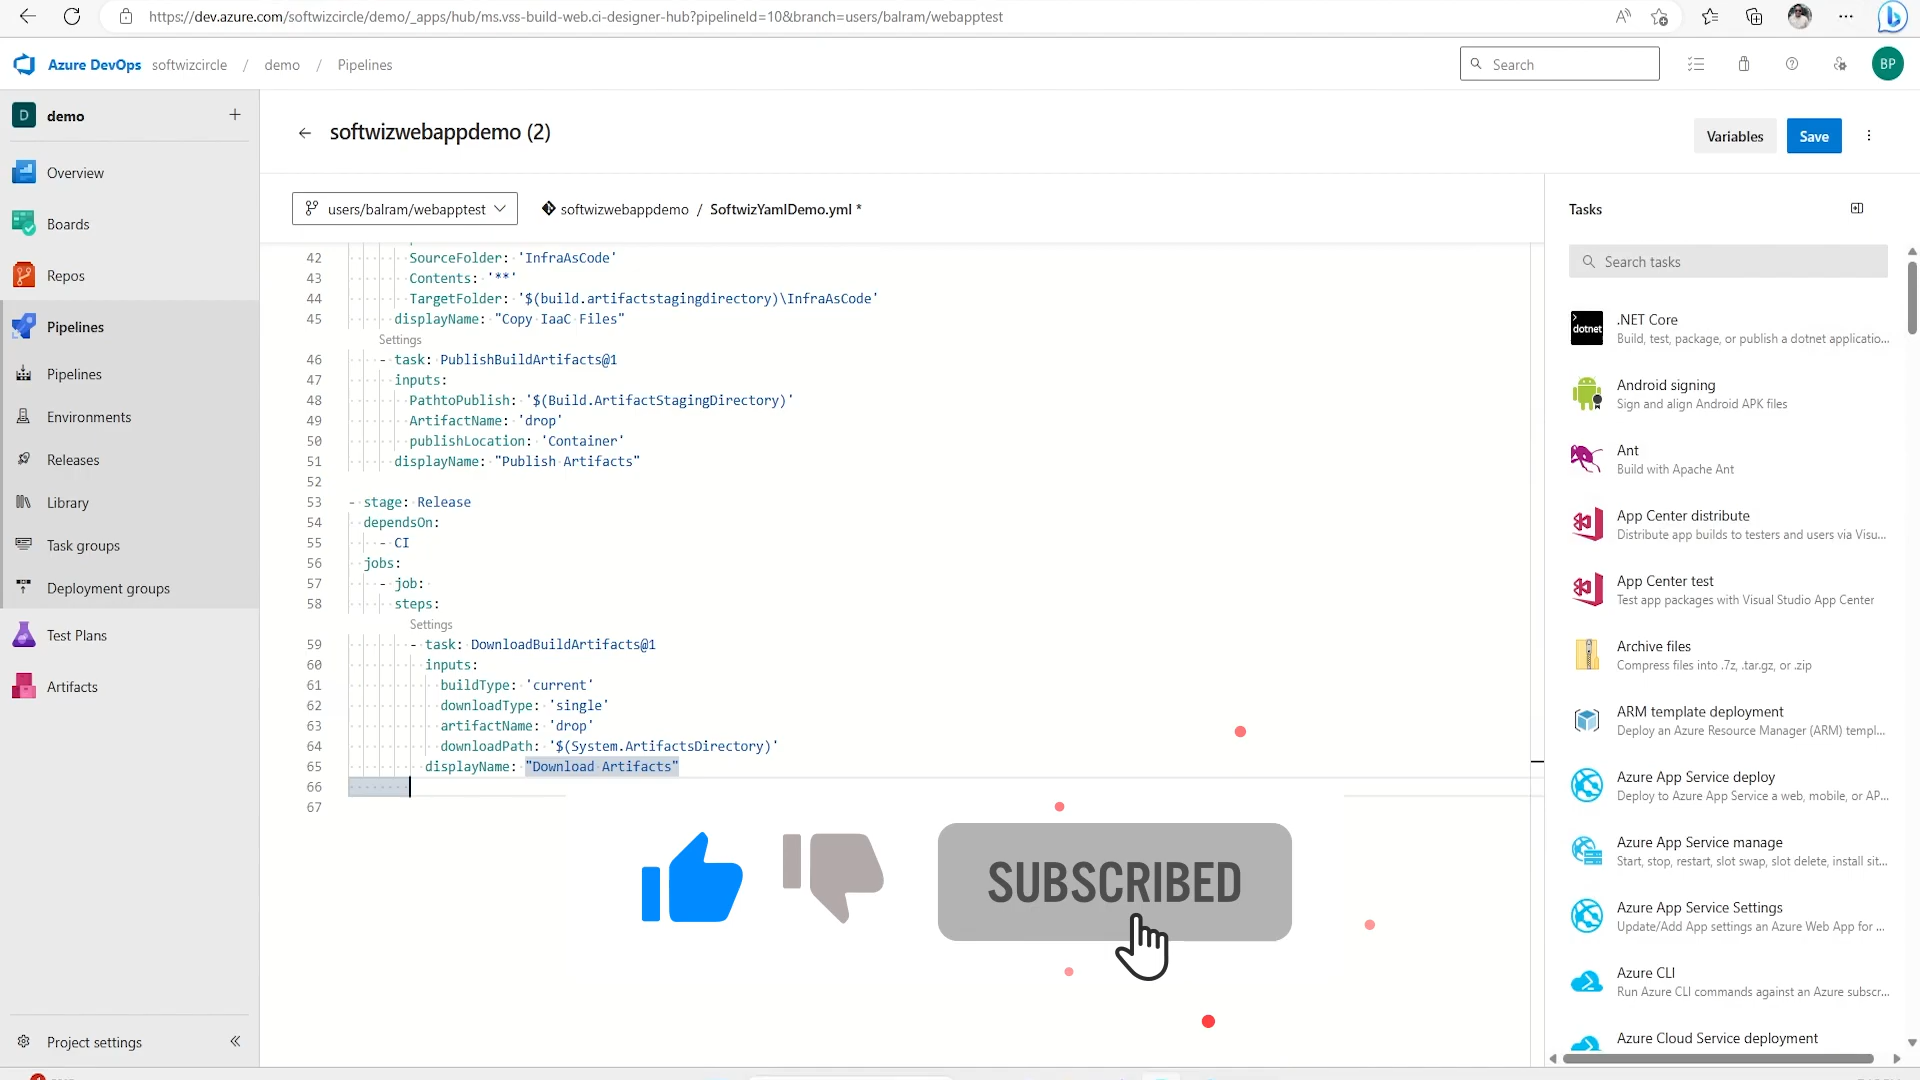 https://dev.azure.com/softwizcircle/demo/_apps/hub/ms.vss-build-web.ci-designer-hub?pipelineId=10&branch=users/balram/webapptest
Azure DevOps softwizcircle / demo / Pipelines
Search
BP
D demo
Overview
Boards
Repos
Pipelines
Pipelines
Environments
Releases
Library
Task groups
Deployment groups
Test Plans
Artifacts
Project settings
softwizwebappdemo (2)
Variables
Save
users/balram/webapptest
softwizwebappdemo / SoftwizYamlDemo.yml *
42 SourceFolder: 'InfraAsCode'
43 Contents: '**'
44 TargetFolder: '$(build.artifactstagingdirectory)\InfraAsCode'
45 displayName: "Copy IaaC Files"
Settings
46 - task: PublishBuildArtifacts@1
47 inputs:
48 PathtoPublish: '$(Build.ArtifactStagingDirectory)'
49 ArtifactName: 'drop'
50 publishLocation: 'Container'
51 displayName: "Publish Artifacts"
52
53 - stage: Release
54 dependsOn:
55 - CI
56 jobs:
57 - job:
58 steps:
Settings
59 - task: DownloadBuildArtifacts@1
60 inputs:
61 buildType: 'current'
62 downloadType: 'single'
63 artifactName: 'drop'
64 downloadPath: '$(System.ArtifactsDirectory)'
65 displayName: "Download Artifacts"
66
67
SUBSCRIBED
Tasks
Search tasks
dotnet
.NET Core
Build, test, package, or publish a dotnet applicatio...
Android signing
Sign and align Android APK files
Ant
Build with Apache Ant
App Center distribute
Distribute app builds to testers and users via Visu...
App Center test
Test app packages with Visual Studio App Center
Archive files
Compress files into .7z, .tar.gz, or .zip
ARM template deployment
Deploy an Azure Resource Manager (ARM) templ...
Azure App Service deploy
Deploy to Azure App Service a web, mobile, or AP...
Azure App Service manage
Start, stop, restart, slot swap, slot delete, install sit...
Azure App Service Settings
Update/Add App settings an Azure Web App for ...
Azure CLI
Run Azure CLI commands against an Azure subscr...
Azure Cloud Service deployment